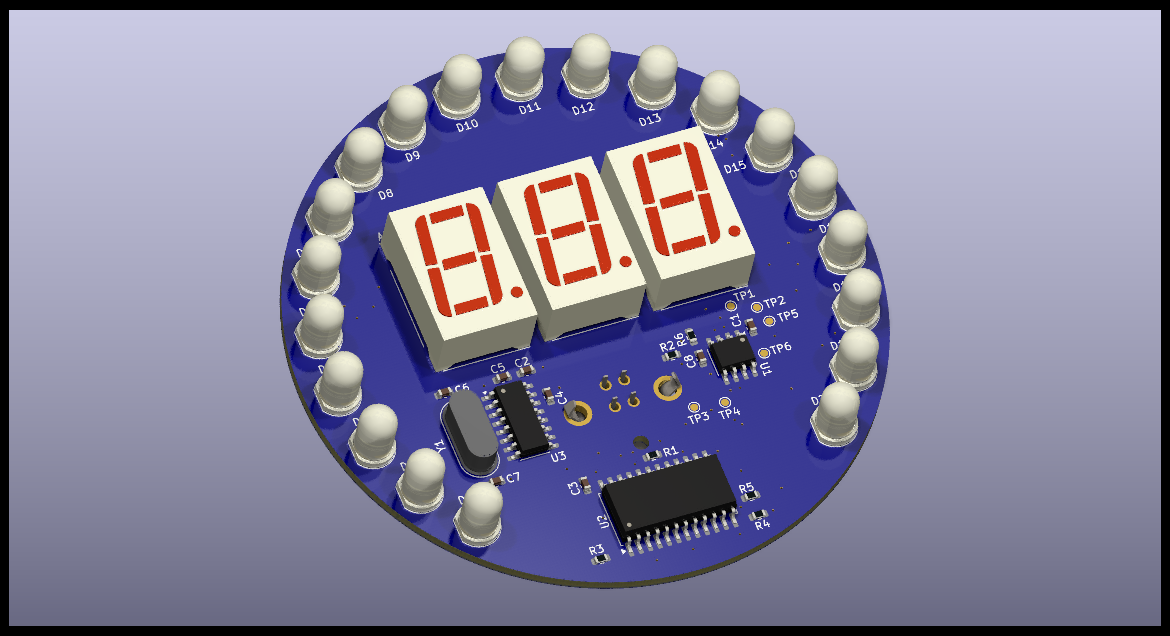 D11
D12
D10
D13
D9
14
D15
D8
TP1
TP2
C1
TP5
R6
R2
TP6
C8
U1
C5
C2
C6
C4
TP3
TP4
Y1
U3
R1
C7
C3
R5
U2
R4
R3